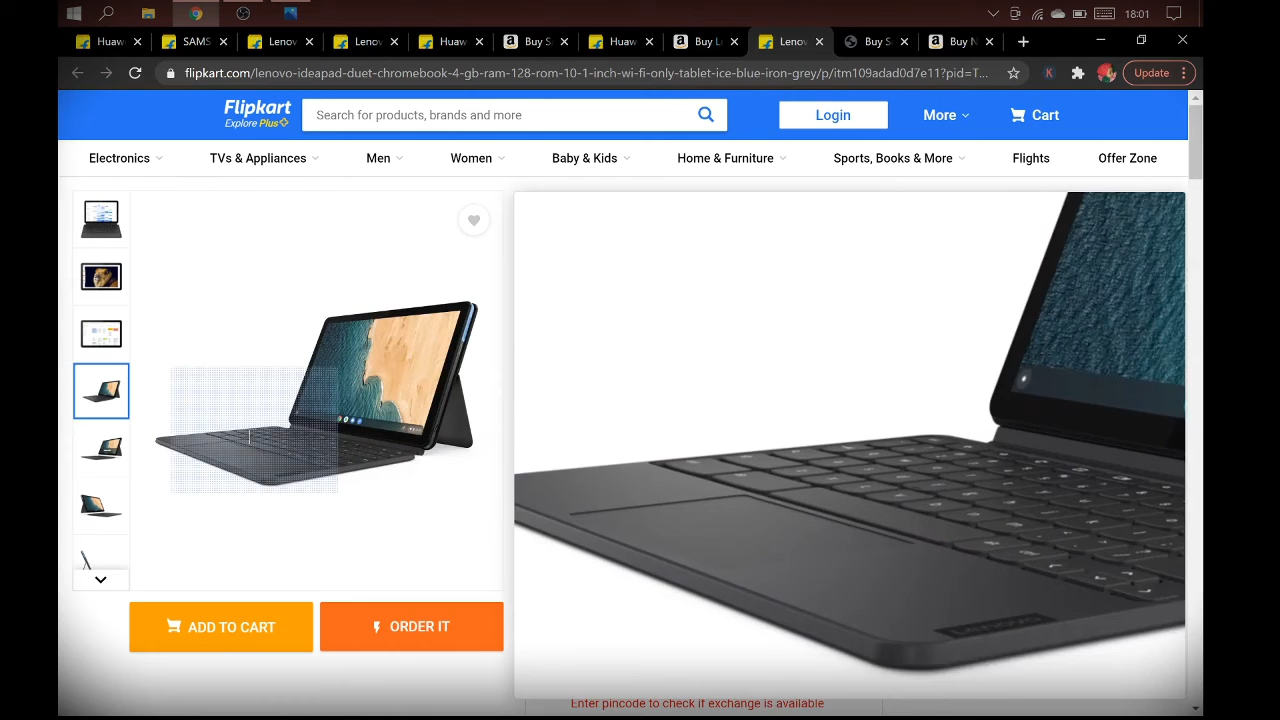 18:01
Huaw
SAMS
Lenov
Lenov
Huaw
Buy S
Huaw
Buy L
Lenov
Buy S
Buy N
flipkart.com/lenovo-ideapad-duet-chromebook-4-gb-ram-128-rom-10-1-inch-wi-fi-only-tablet-ice-blue-iron-grey/p/itm109adad0d7e11?pid=T...
K
Update
Flipkart
Explore Plus
Search for products, brands and more
Login
More
Cart
Electronics
TVs & Appliances
Men
Women
Baby & Kids
Home & Furniture
Sports, Books & More
Flights
Offer Zone
Lenovo
ADD TO CART
ORDER IT
Enter pincode to check if exchange is available